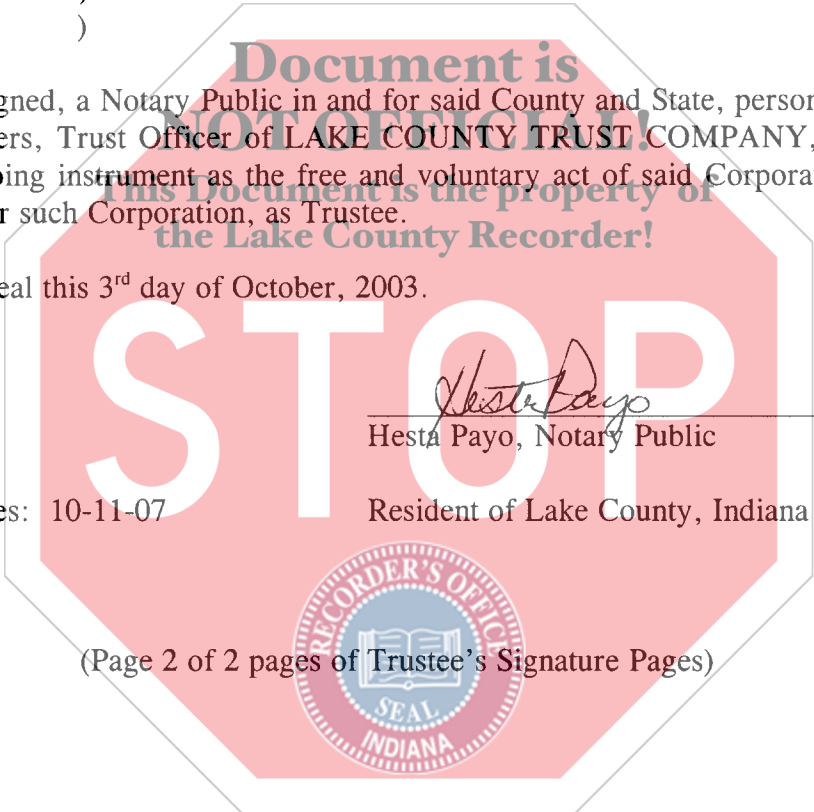 )
Document is
gned, a Notary Public in and for said County and State, person
NOT OFFICIAL!
ers, Trust Officer of LAKE COUNTY TRUST COMPANY,
ing instrument as the free and voluntary act of said Corpora
This Document is the property of
r such Corporation, as Trustee.
the Lake County Recorder!
eal this 3rd day of October, 2003.
STOP
Hesta Payo
Hesta Payo, Notary Public
es: 10-11-07 Resident of Lake County, Indiana
RECORDER'S OFFICE
(Page 2 of 2 pages of Trustee's Signature Pages)
SEAL
INDIANA